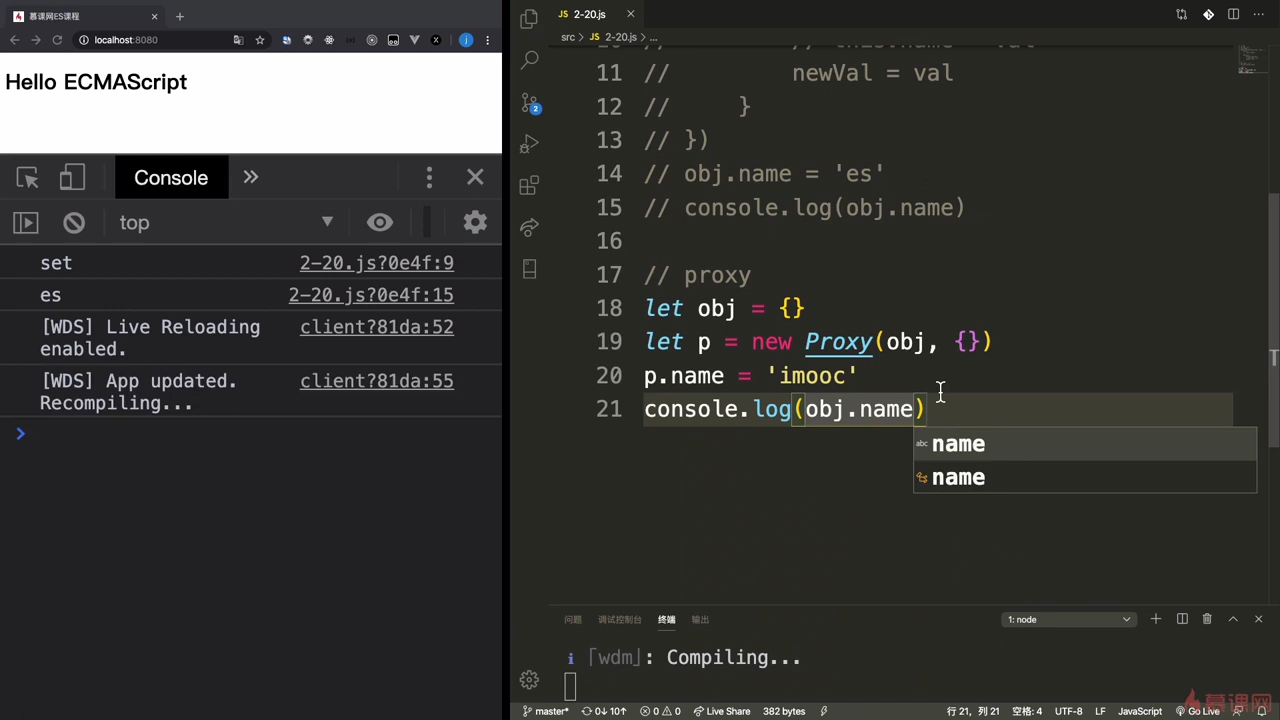 慕课网ES课程
localhost:8080
Hello ECMAScript
Console
top
set 2-20.js?0e4f:9
es 2-20.js?0e4f:15
[WDS] Live Reloading client?81da:52
enabled.
[WDS] App updated. client?81da:55
Recompiling...
JS 2-20.js
src > JS 2-20.js > ...
10 // // this.name = val
11 // newVal = val
12 // }
13 // })
14 // obj.name = 'es'
15 // console.log(obj.name)
16
17 // proxy
18 let obj = {}
19 let p = new Proxy(obj, {})
20 p.name = 'imooc'
21 console.log(obj.name)
abc name
name
问题 调试控制台 终端 输出 1: node
i ｢wdm｣: Compiling...
master* 0↓ 10↑ 0 0 Live Share 382 bytes 行 21, 列 21 空格: 4 UTF-8 LF JavaScript Go Live
慕课网